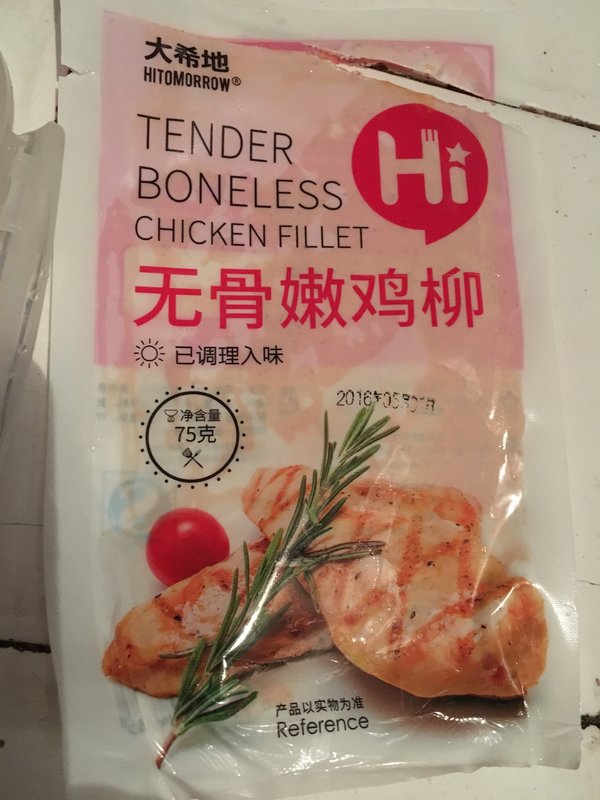 大希地
HITOMORROW®
Hi
TENDER
BONELESS
CHICKEN FILLET
无骨嫩鸡柳
已调理入味
净含量
75克
产品以实物为准
Reference